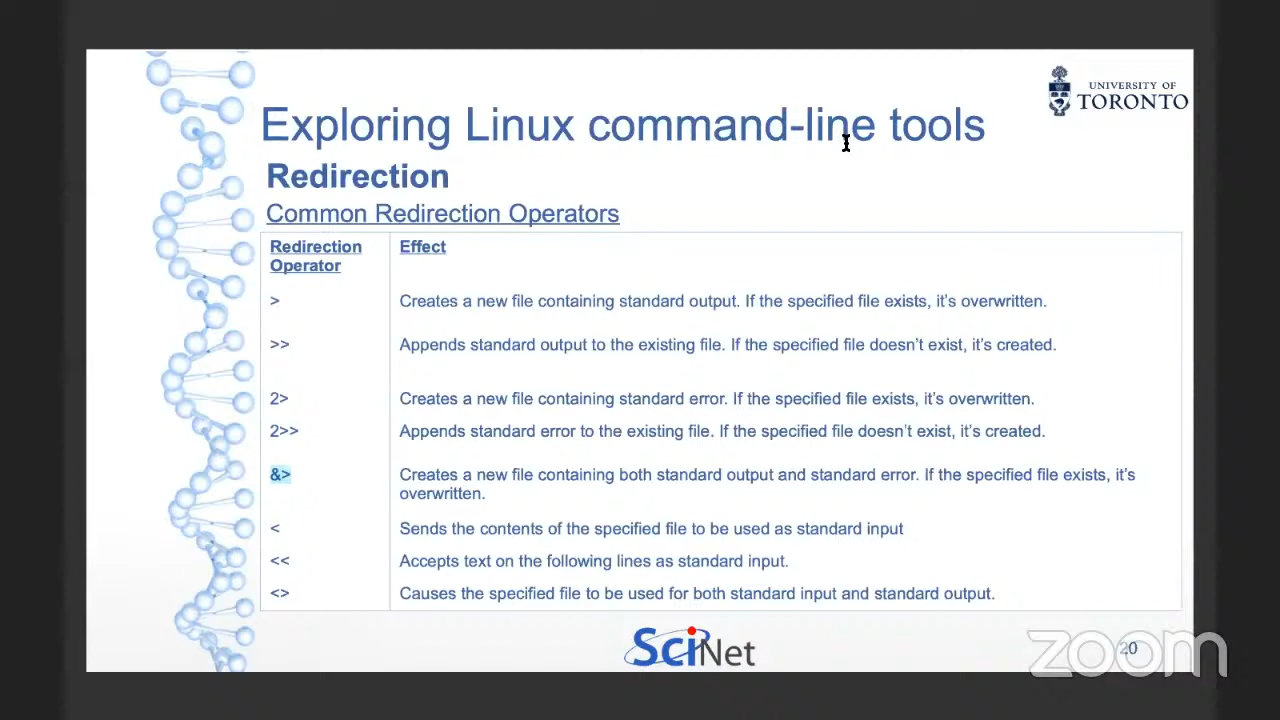 UNIVERSITY OF
TORONTO
Exploring Linux command-line tools
Redirection
Common Redirection Operators
Redirection
Operator
Effect
> Creates a new file containing standard output. If the specified file exists, it's overwritten.
>> Appends standard output to the existing file. If the specified file doesn't exist, it's created.
2> Creates a new file containing standard error. If the specified file exists, it's overwritten.
2>> Appends standard error to the existing file. If the specified file doesn't exist, it's created.
&> Creates a new file containing both standard output and standard error. If the specified file exists, it's
overwritten.
< Sends the contents of the specified file to be used as standard input
<< Accepts text on the following lines as standard input.
<> Causes the specified file to be used for both standard input and standard output.
SciNet
20
zoom